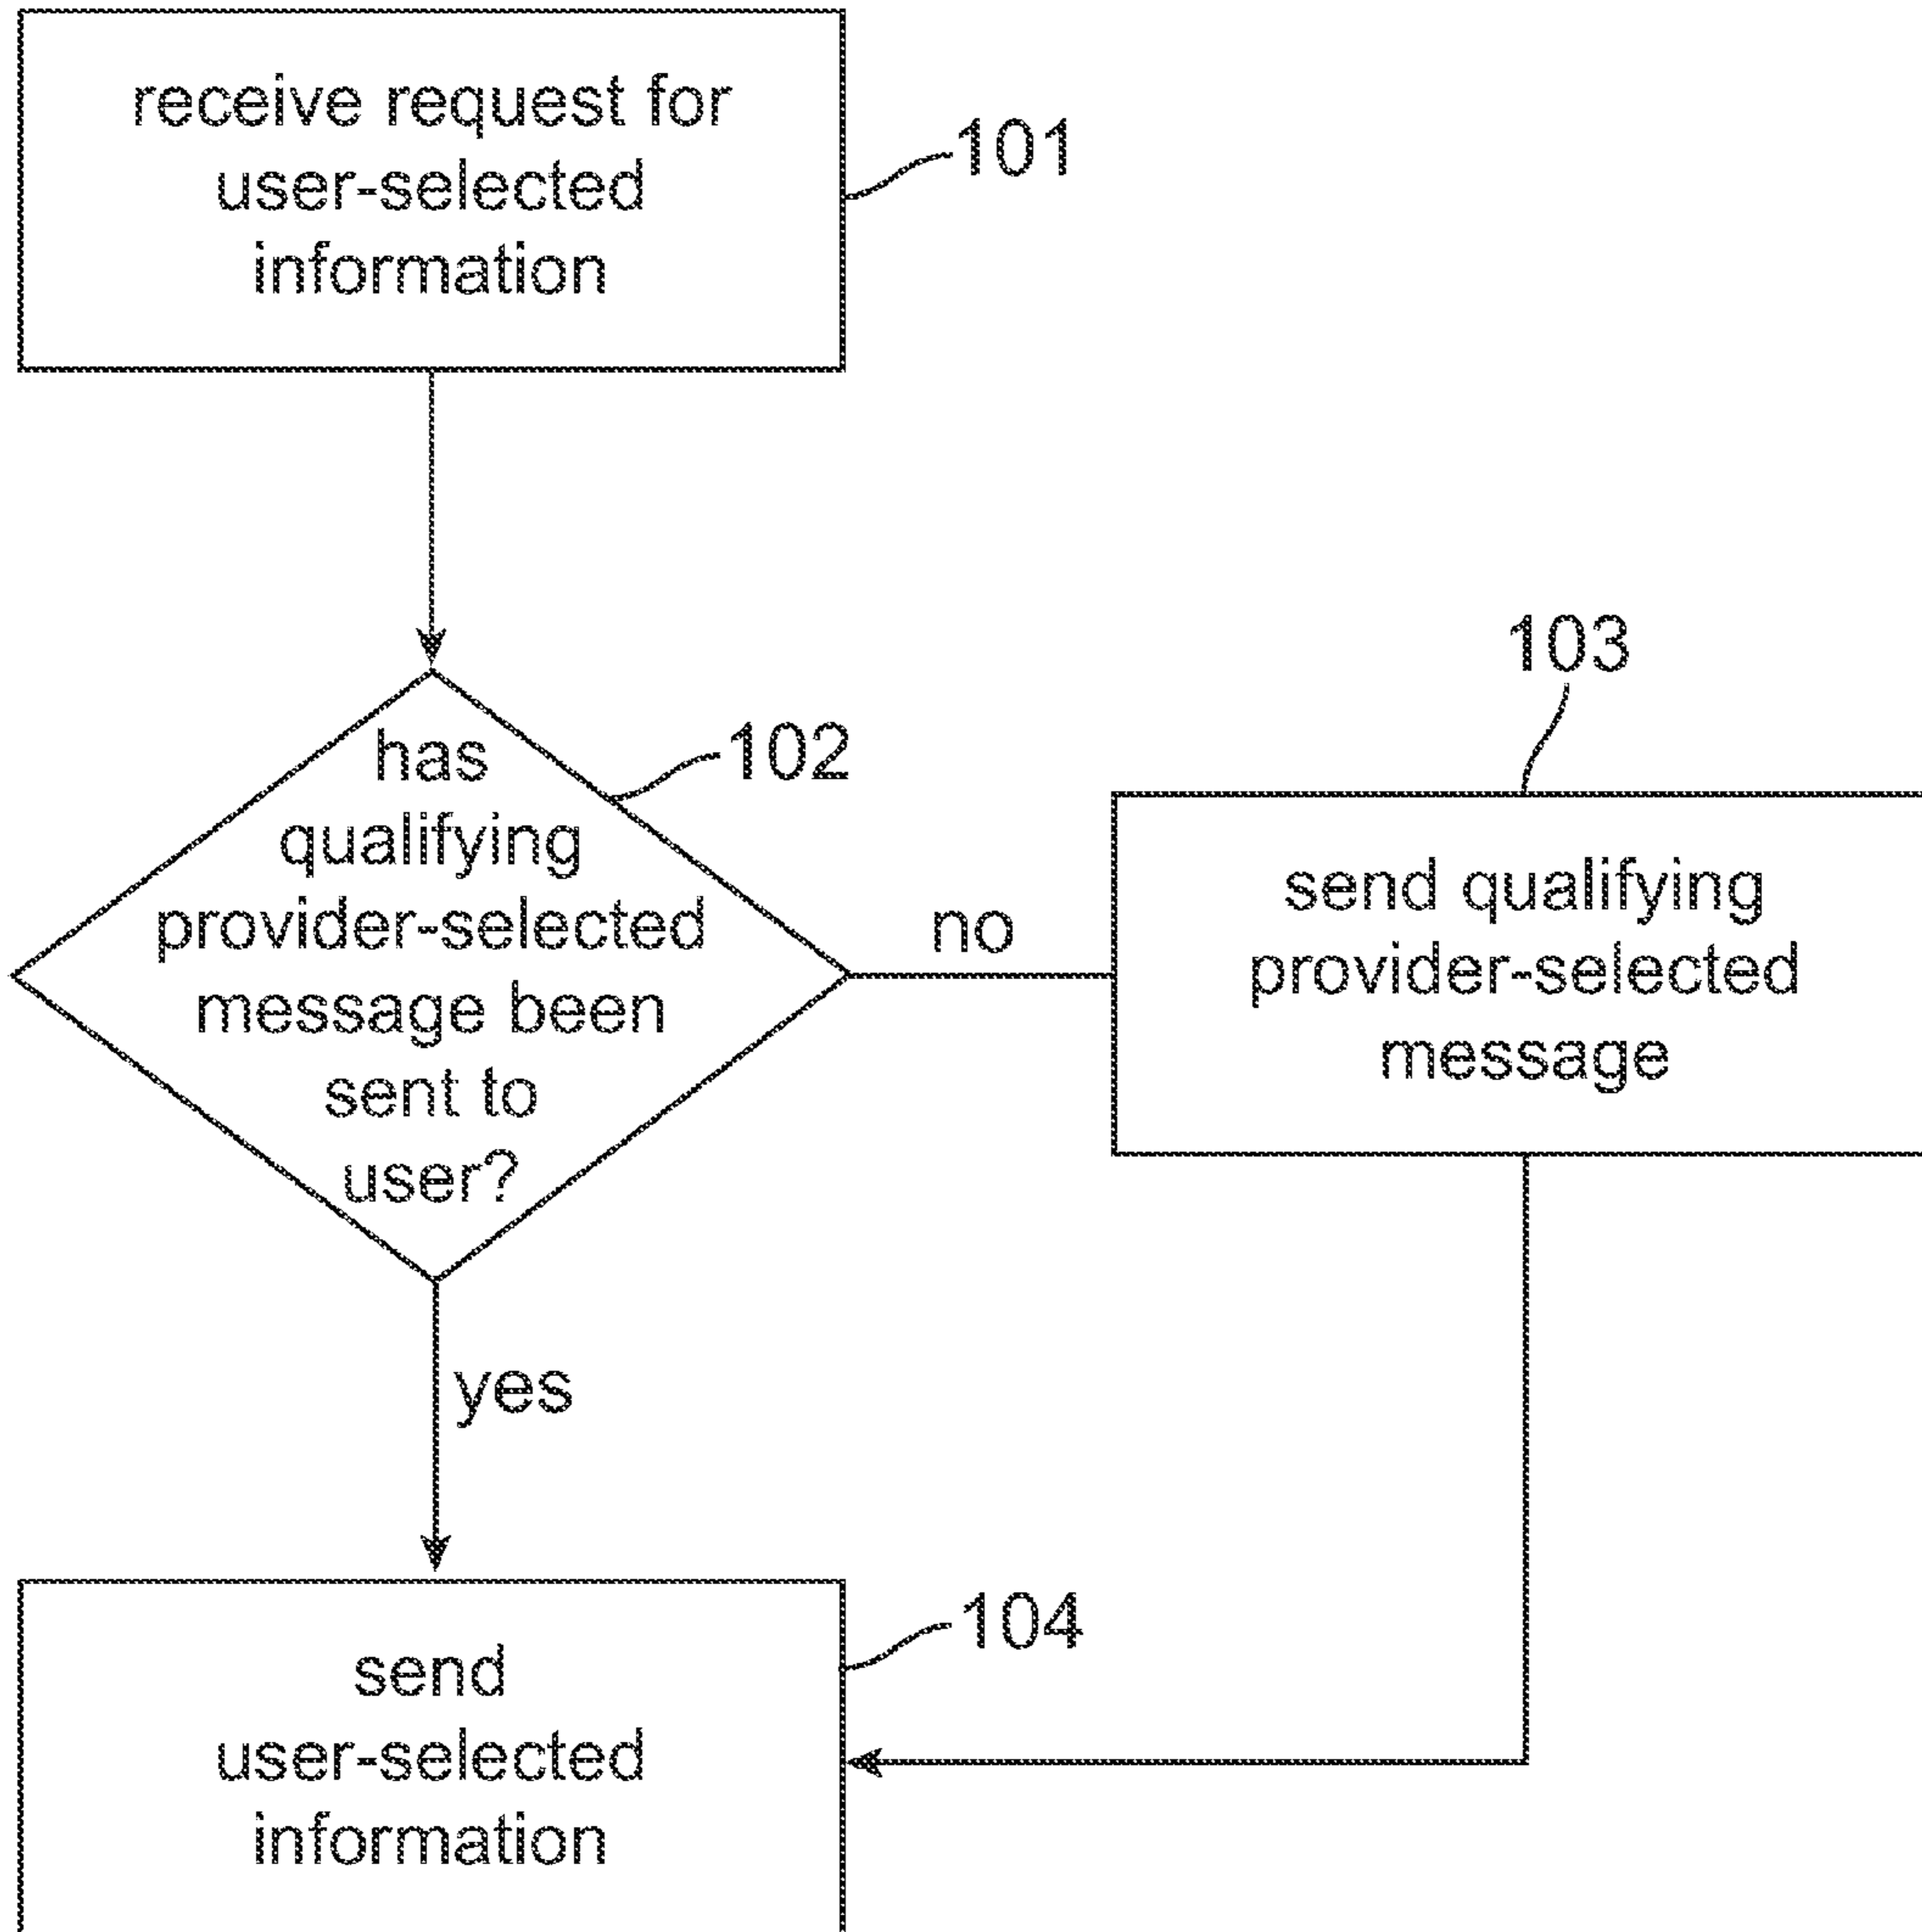 receive request for
user-selected
information
101
has
qualifying
provider-selected
message been
sent to
user?
102
no
103
send qualifying
provider-selected
message
yes
send
user-selected
information
104